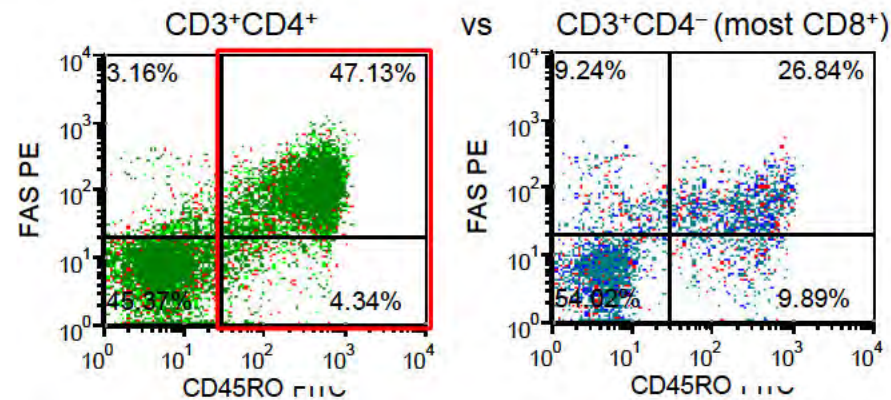 CD3⁺CD4⁺ vs CD3⁺CD4⁻ (most CD8⁺)
10⁴ 3.16% 47.13%
10³
FAS PE
10²
10¹
45.37% 4.34%
10⁰
10⁰ 10¹ 10² 10³ 10⁴
CD45RO
10⁴ 9.24% 26.84%
10³
FAS PE
10²
10¹
54.02% 9.89%
10⁰
10⁰ 10¹ 10² 10³ 10⁴
CD45RO